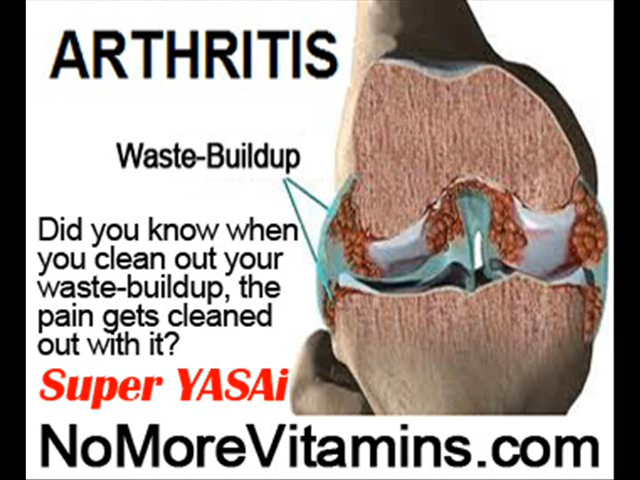 ARTHRITIS
Waste-Buildup
Did you know when
you clean out your
waste-buildup, the
pain gets cleaned
out with it?
Super YASAi
NoMoreVitamins.com